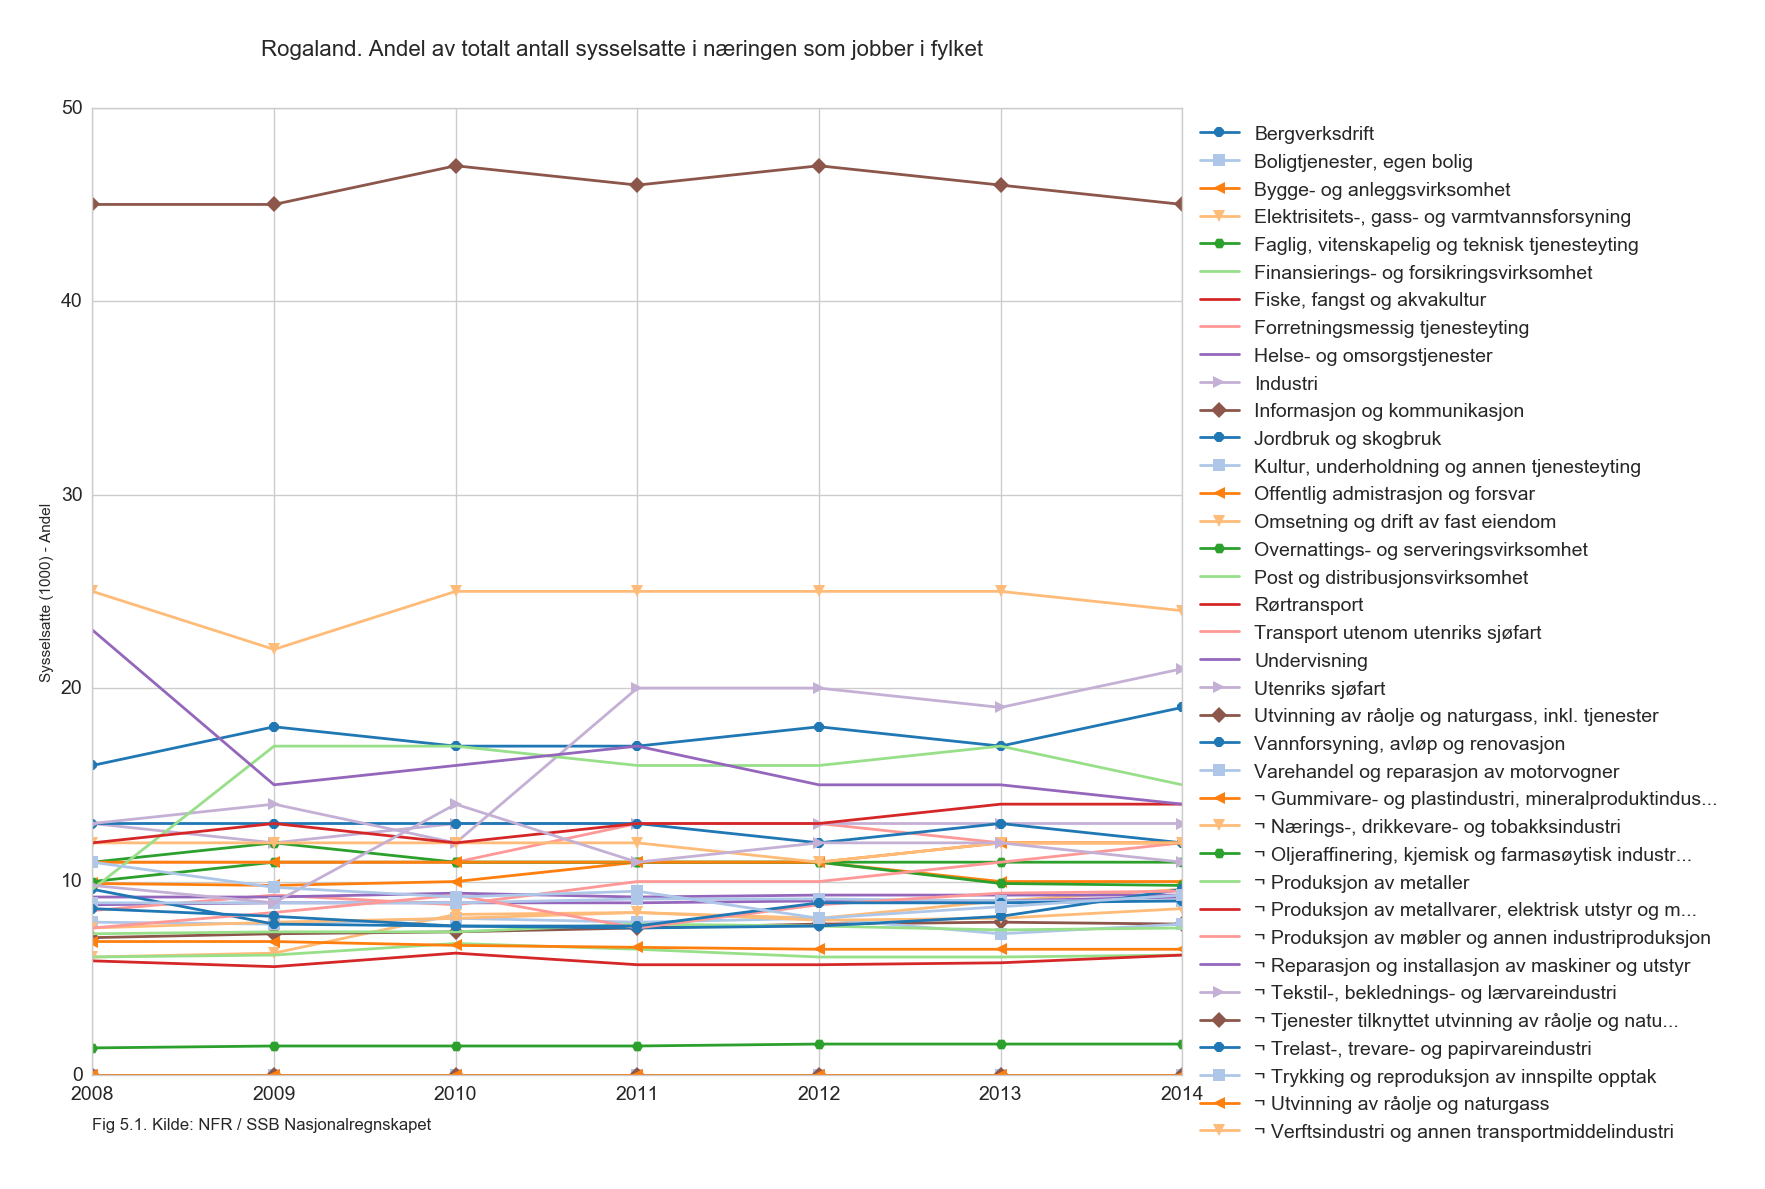 Rogaland. Andel av totalt antall sysselsatte i næringen som jobber i fylket
50
40
30
20
10
0
Sysselsatte (1000) - Andel
2008
2009
2010
2011
2012
2013
2014
Fig 5.1. Kilde: NFR / SSB Nasjonalregnskapet
Bergverksdrift
Boligtjenester, egen bolig
Bygge- og anleggsvirksomhet
Elektrisitets-, gass- og varmtvannsforsyning
Faglig, vitenskapelig og teknisk tjenesteyting
Finansierings- og forsikringsvirksomhet
Fiske, fangst og akvakultur
Forretningsmessig tjenesteyting
Helse- og omsorgstjenester
Industri
Informasjon og kommunikasjon
Jordbruk og skogbruk
Kultur, underholdning og annen tjenesteyting
Offentlig admistrasjon og forsvar
Omsetning og drift av fast eiendom
Overnattings- og serveringsvirksomhet
Post og distribusjonsvirksomhet
Rørtransport
Transport utenom utenriks sjøfart
Undervisning
Utenriks sjøfart
Utvinning av råolje og naturgass, inkl. tjenester
Vannforsyning, avløp og renovasjon
Varehandel og reparasjon av motorvogner
¬ Gummivare- og plastindustri, mineralproduktindus...
¬ Nærings-, drikkevare- og tobakksindustri
¬ Oljeraffinering, kjemisk og farmasøytisk industr...
¬ Produksjon av metaller
¬ Produksjon av metallvarer, elektrisk utstyr og m...
¬ Produksjon av møbler og annen industriproduksjon
¬ Reparasjon og installasjon av maskiner og utstyr
¬ Tekstil-, beklednings- og lærvareindustri
¬ Tjenester tilknyttet utvinning av råolje og natu...
¬ Trelast-, trevare- og papirvareindustri
¬ Trykking og reproduksjon av innspilte opptak
¬ Utvinning av råolje og naturgass
¬ Verftsindustri og annen transportmiddelindustri